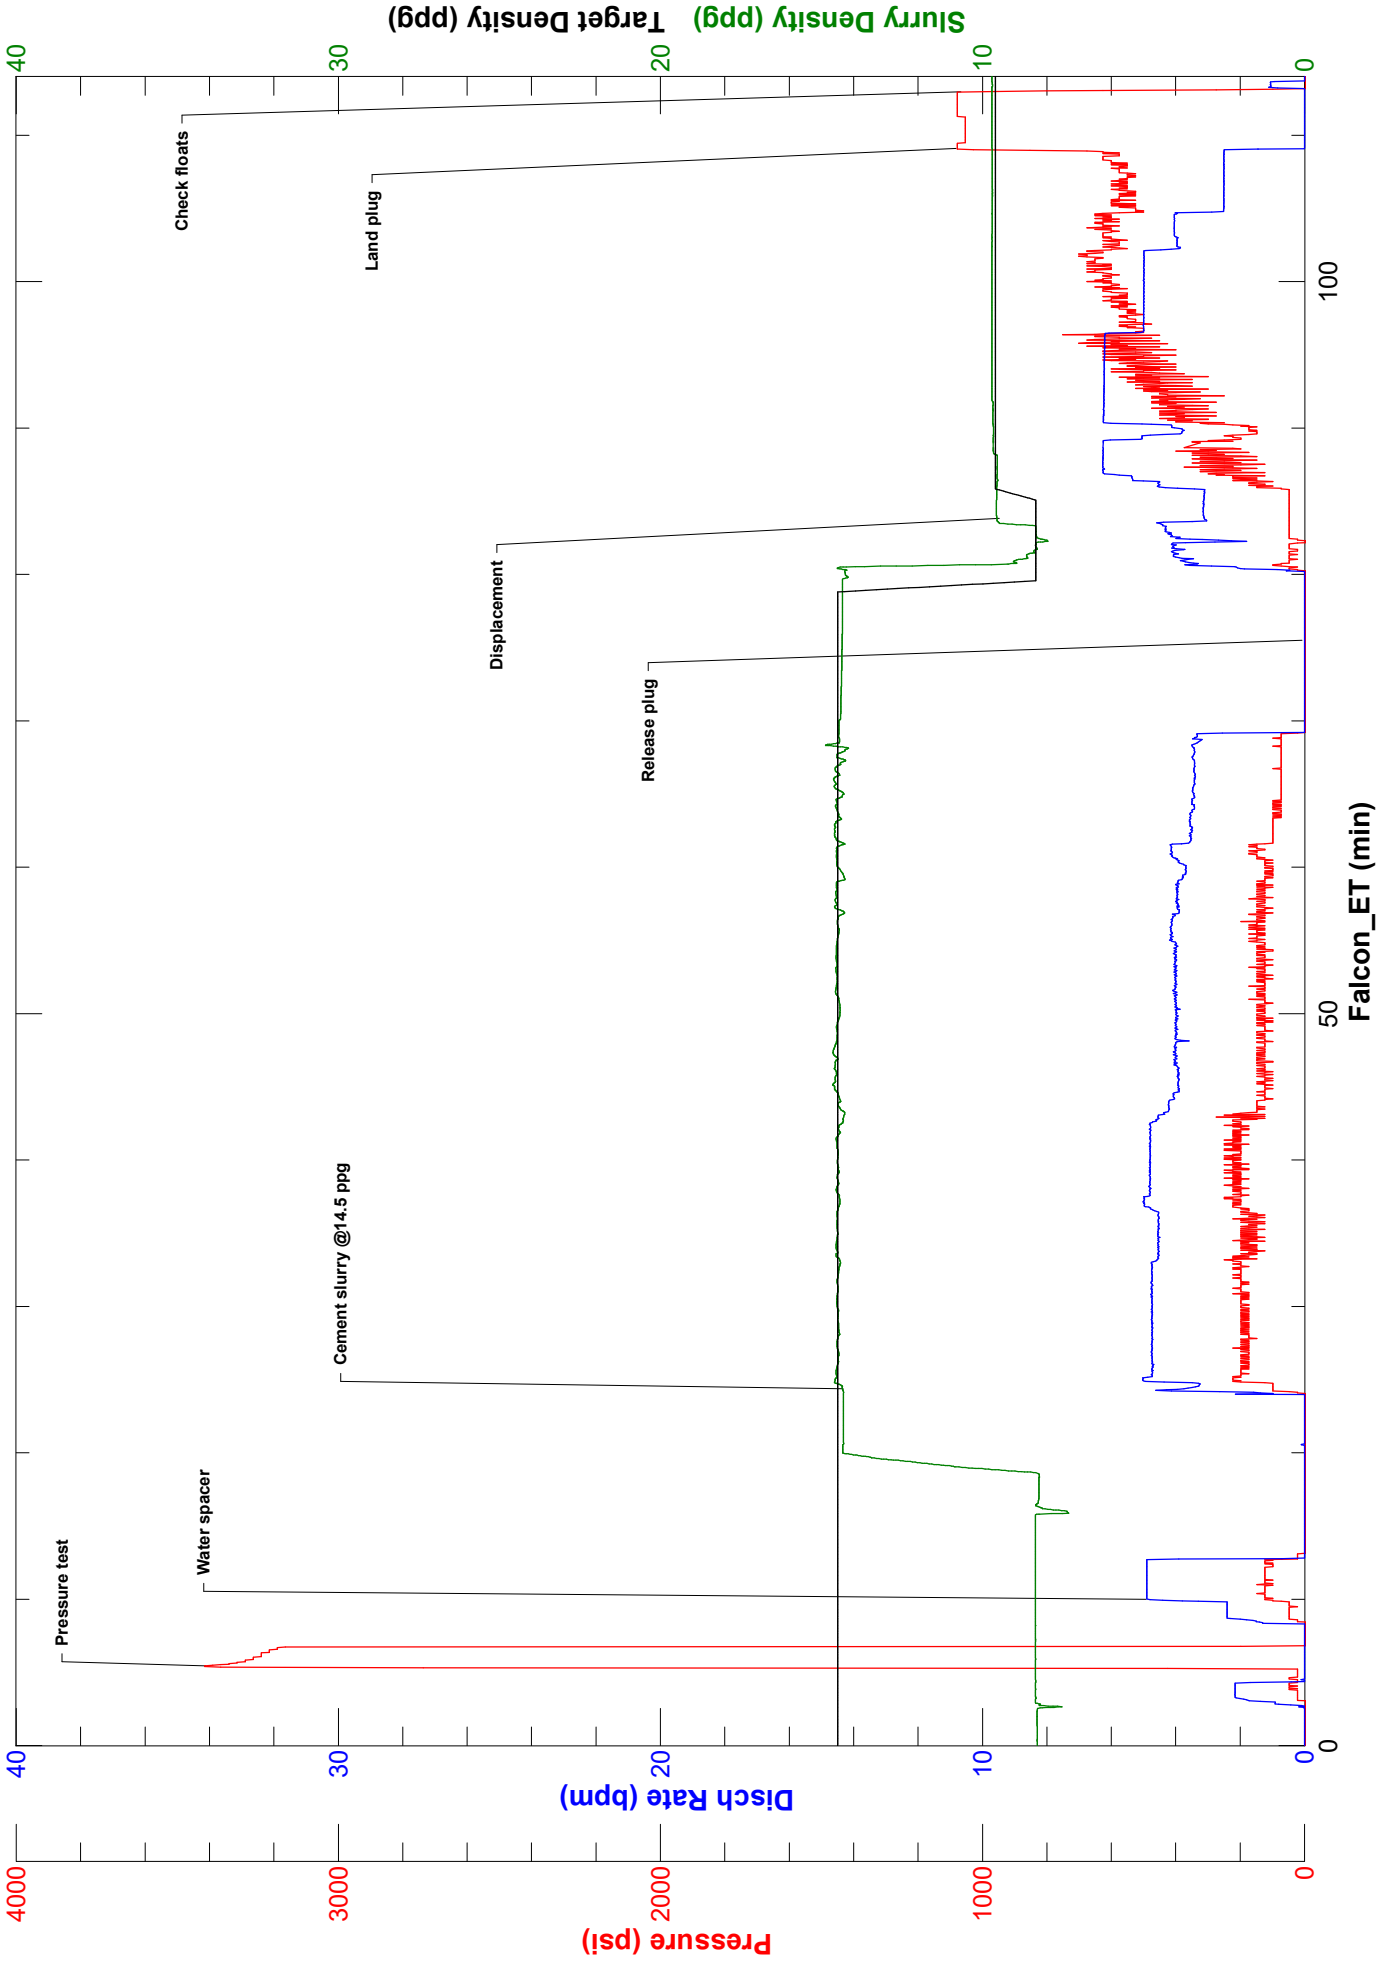 Pressure (psi)
4000
3000
2000
1000
0
Disch Rate (bpm)
40
30
20
10
0
Pressure test
Water spacer
Cement slurry @14.5 ppg
Release plug
Displacement
Land plug
Check floats
0
50
100
Falcon_ET (min)
40
30
20
10
0
Target Density (ppg)
Slurry Density (ppg)